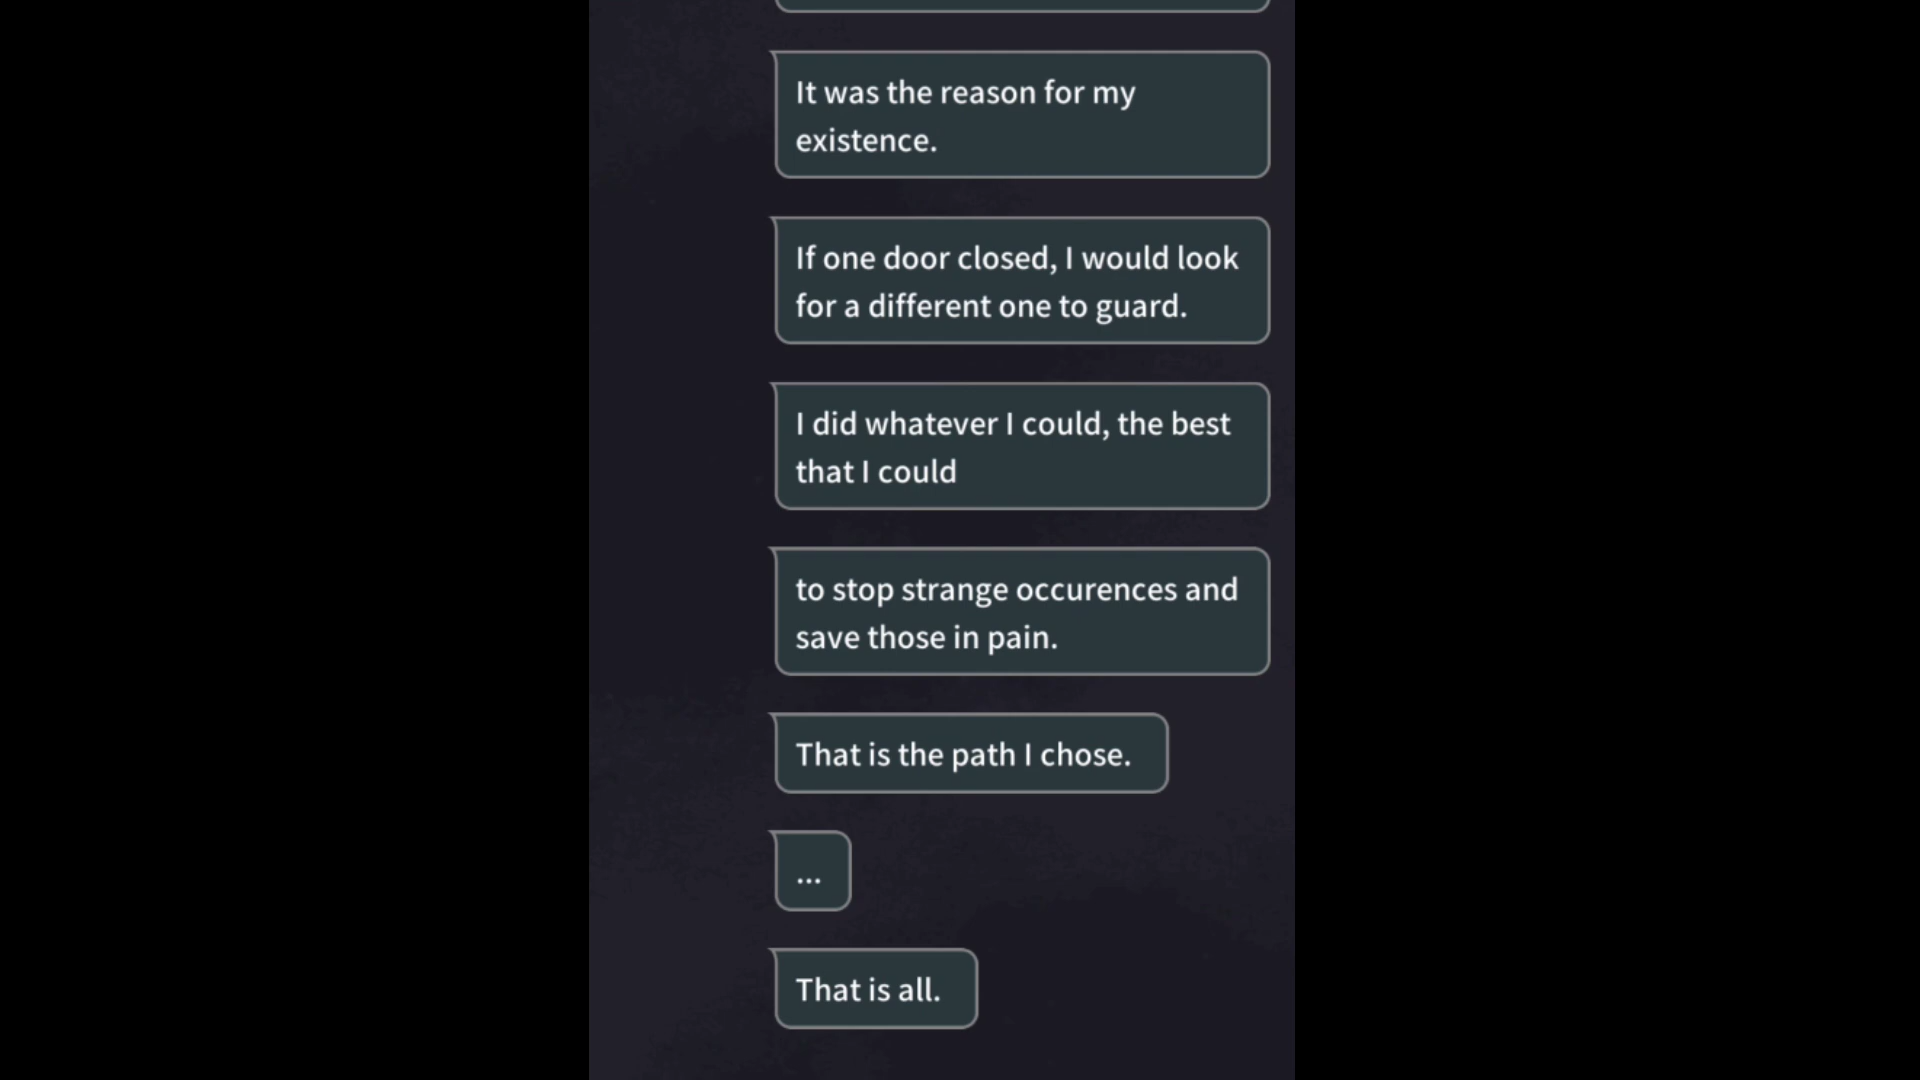 It was the reason for my
existence.
If one door closed, I would look
for a different one to guard.
I did whatever I could, the best
that I could
to stop strange occurences and
save those in pain.
That is the path I chose.
...
That is all.